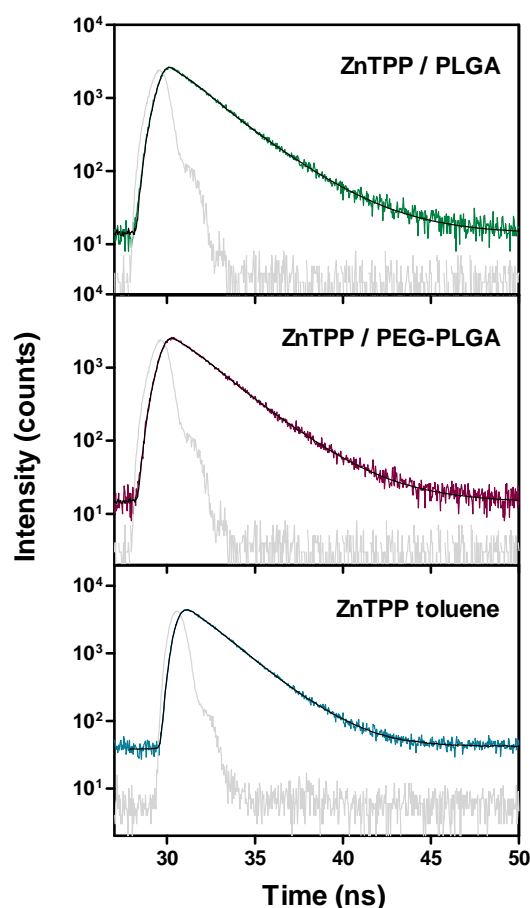 10⁴
ZnTPP / PLGA
10³
10²
10¹
10⁴
ZnTPP / PEG-PLGA
10³
10²
10¹
10⁴
ZnTPP toluene
10³
10²
10¹
30 35 40 45 50
Time (ns)
Intensity (counts)